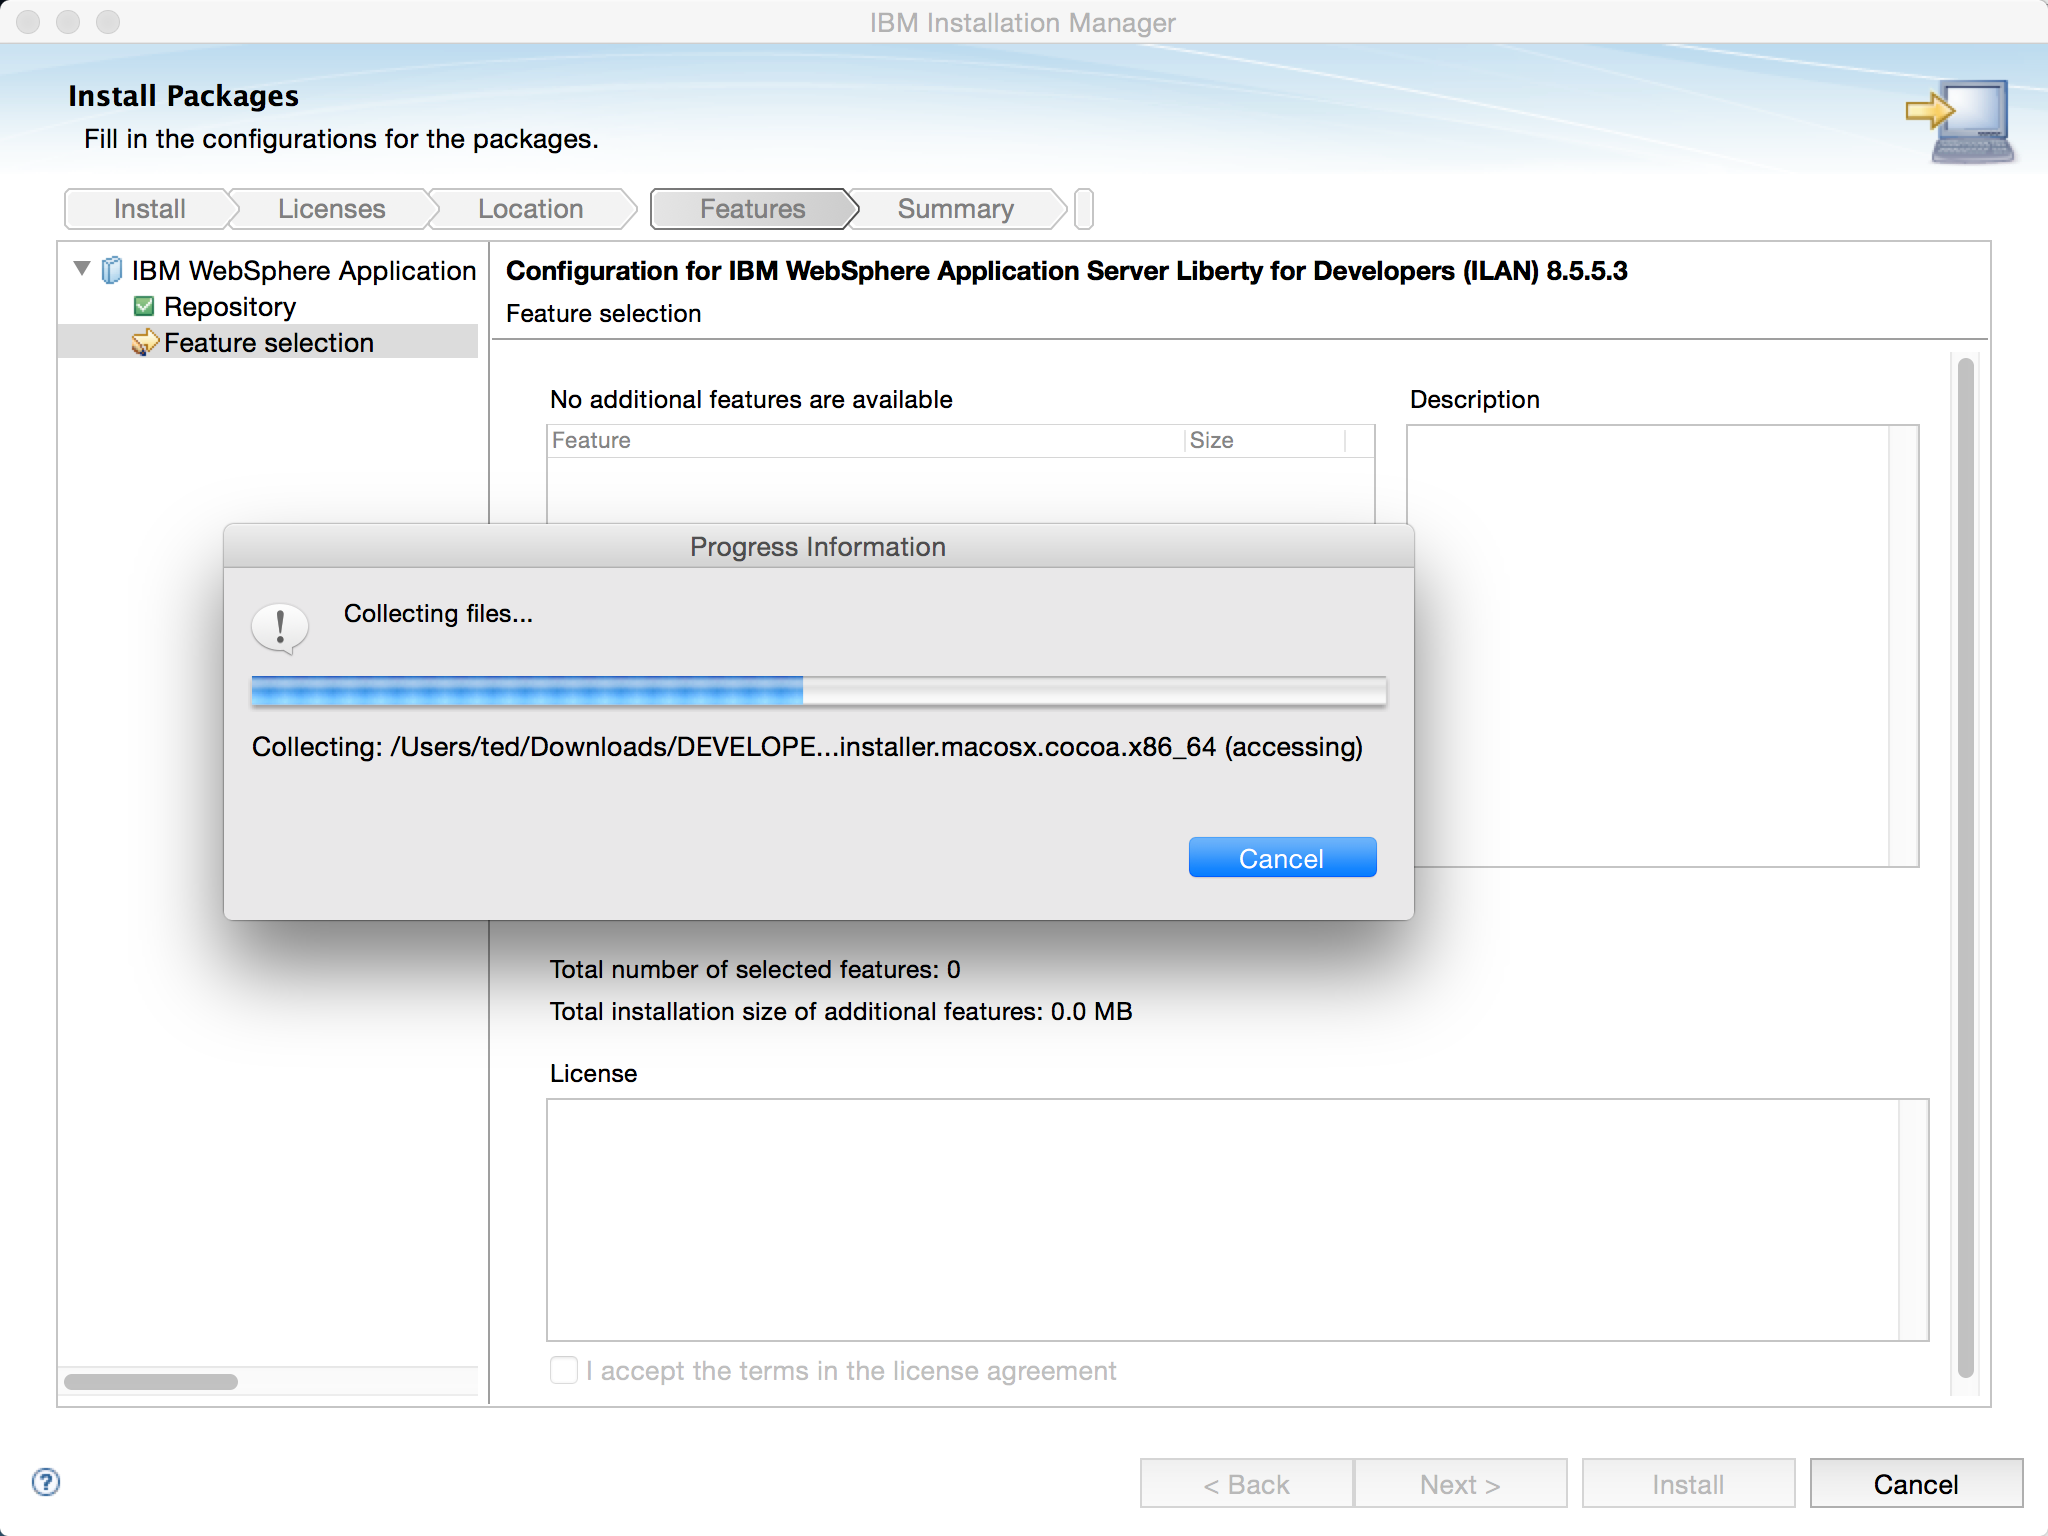 IBM Installation Manager
Install Packages
Fill in the configurations for the packages.
Install
Licenses
Location
Features
Summary
IBM WebSphere Application
Repository
Feature selection
Configuration for IBM WebSphere Application Server Liberty for Developers (ILAN) 8.5.5.3
Feature selection
No additional features are available
Description
Feature
Size
Progress Information
!
Collecting files...
Collecting: /Users/ted/Downloads/DEVELOPE...installer.macosx.cocoa.x86_64 (accessing)
Cancel
Total number of selected features: 0
Total installation size of additional features: 0.0 MB
License
I accept the terms in the license agreement
?
< Back
Next >
Install
Cancel